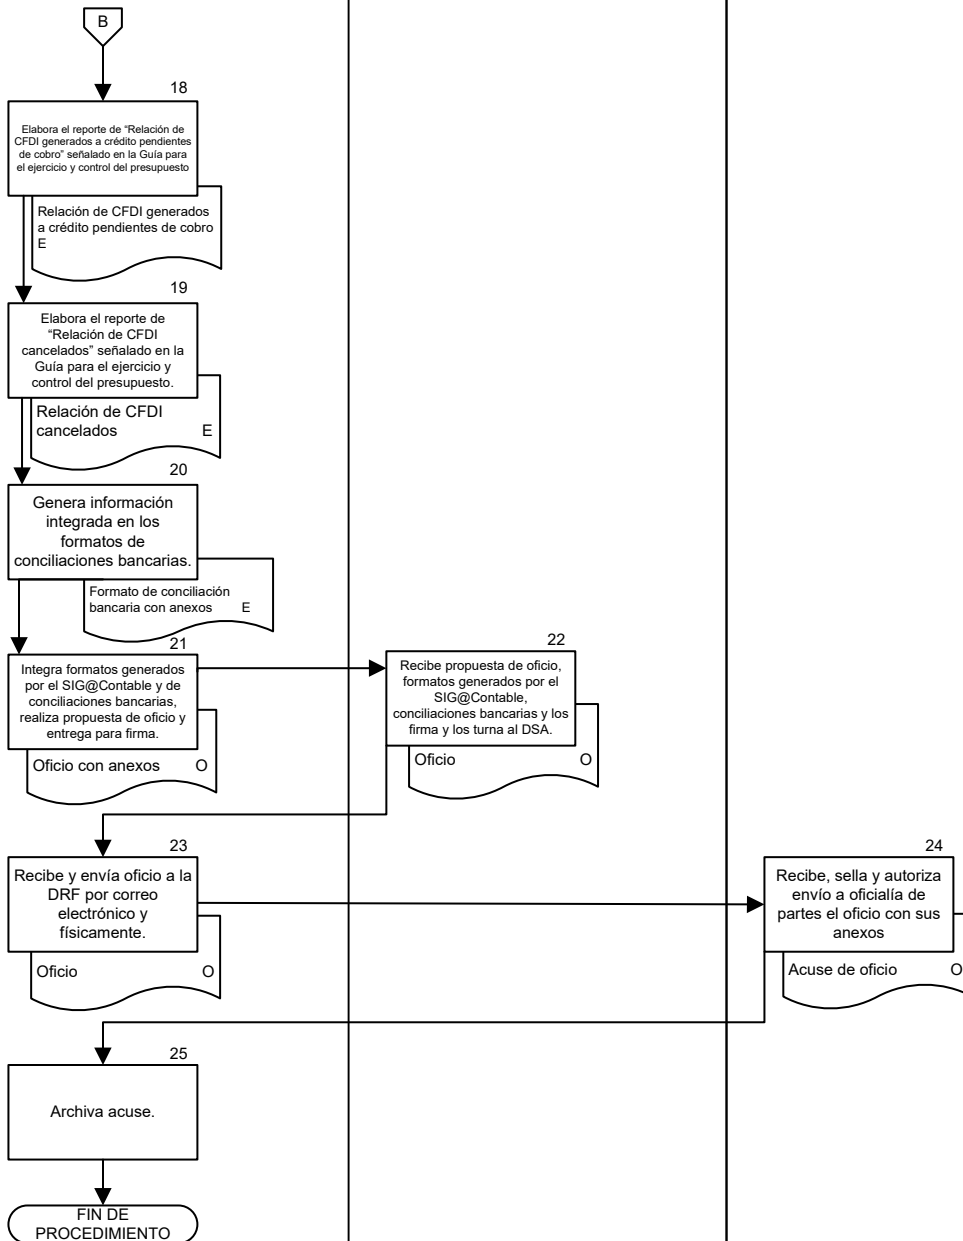 B
18
Elabora el reporte de “Relación de
CFDI generados a crédito pendientes
de cobro” señalado en la Guía para
el ejercicio y control del presupuesto
Relación de CFDI generados
a crédito pendientes de cobro
E
19
Elabora el reporte de
“Relación de CFDI
cancelados” señalado en la
Guía para el ejercicio y
control del presupuesto.
Relación de CFDI
cancelados E
20
Genera información
integrada en los
formatos de
conciliaciones bancarias.
Formato de conciliación
bancaria con anexos E
21
Integra formatos generados
por el SIG@Contable y de
conciliaciones bancarias,
realiza propuesta de oficio y
entrega para firma.
Oficio con anexos O
22
Recibe propuesta de oficio,
formatos generados por el
SIG@Contable,
conciliaciones bancarias y los
firma y los turna al DSA.
Oficio O
23
Recibe y envía oficio a la
DRF por correo
electrónico y
físicamente.
Oficio O
24
Recibe, sella y autoriza
envío a oficialía de
partes el oficio con sus
anexos
Acuse de oficio O
25
Archiva acuse.
FIN DE
PROCEDIMIENTO